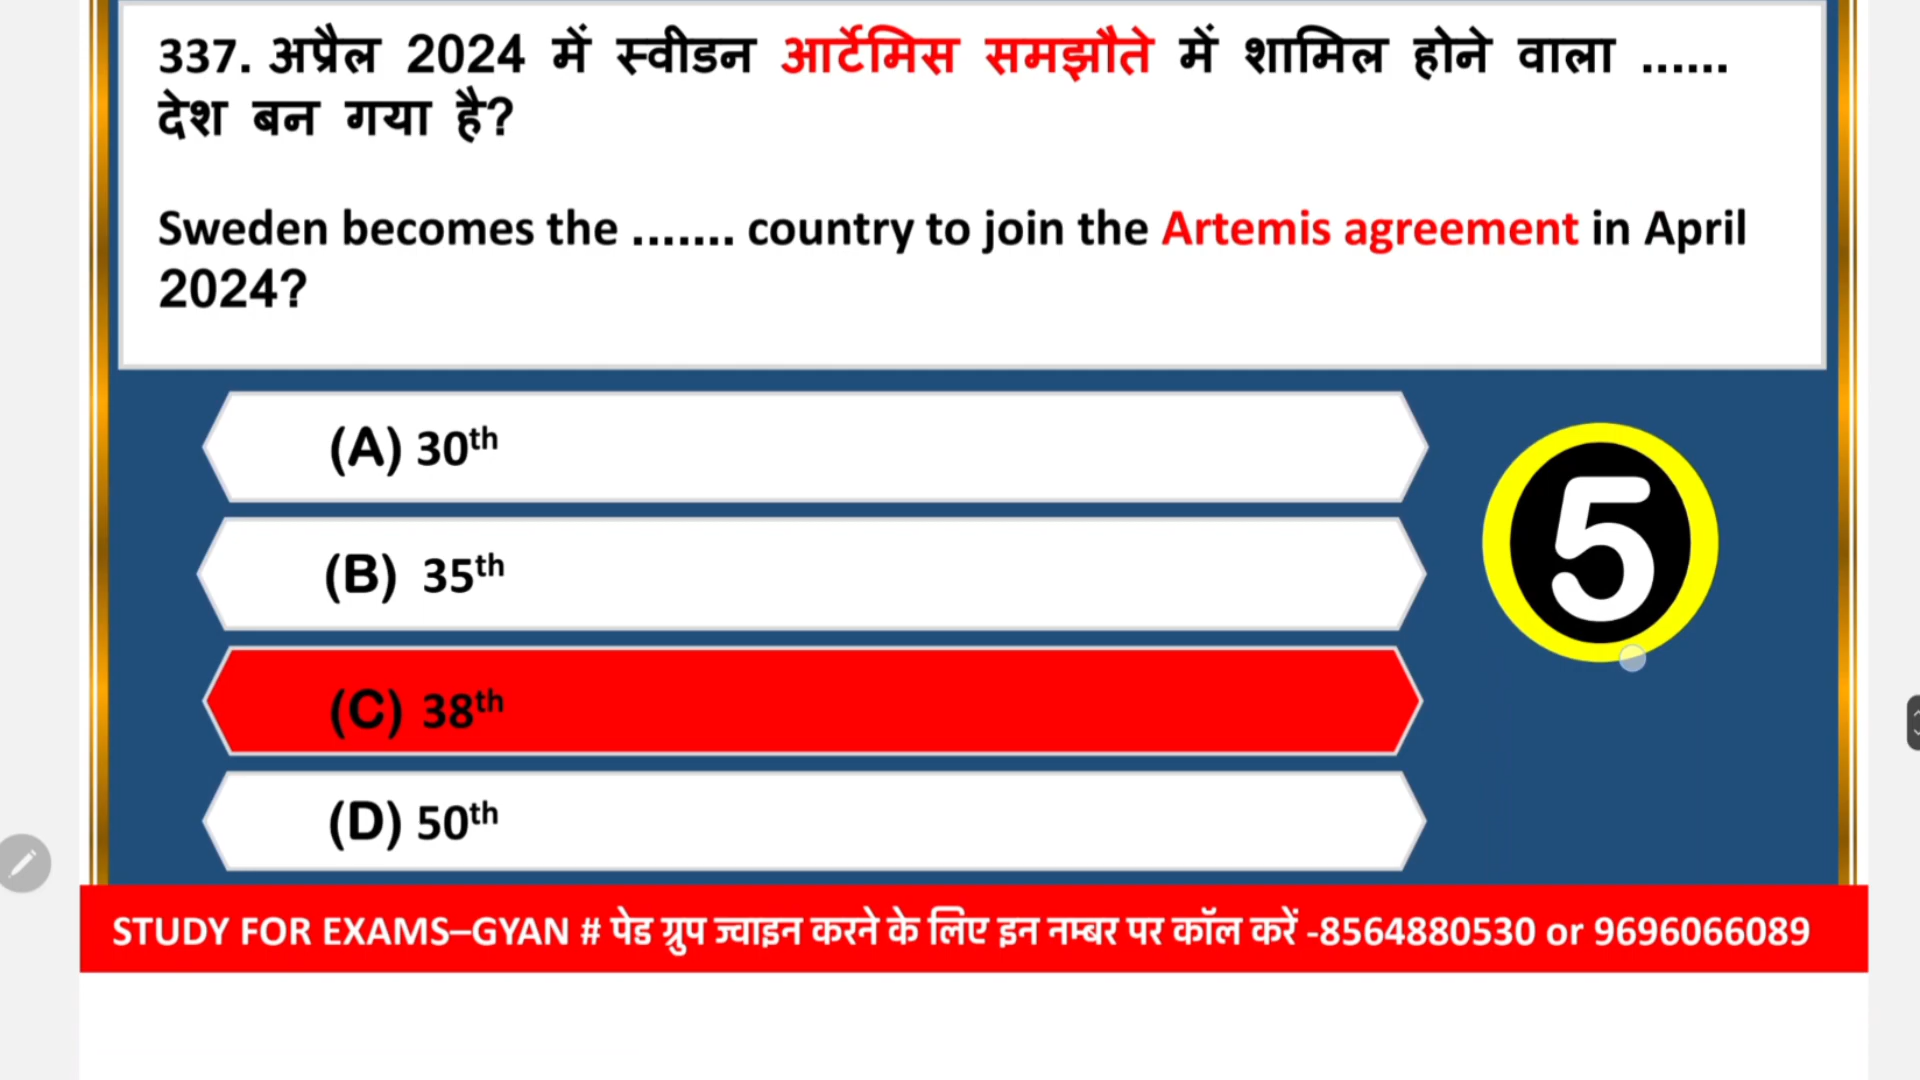 337. अप्रैल 2024 में स्वीडन आर्टेमिस समझौते में शामिल होने वाला ......
देश बन गया है?
Sweden becomes the ....... country to join the Artemis agreement in April
2024?
(A) 30th
(B) 35th
(C) 38th
(D) 50th
5
STUDY FOR EXAMS–GYAN # पेड ग्रुप ज्वाइन करने के लिए इन नम्बर पर कॉल करें -8564880530 or 9696066089